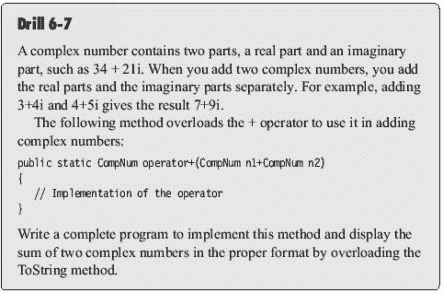 Drill 6-7
A complex number contains two parts, a real part and an imaginary
part, such as 34 + 21i. When you add two complex numbers, you add
the real parts and the imaginary parts separately. For example, adding
3+4i and 4+5i gives the result 7+9i.
The following method overloads the + operator to use it in adding
complex numbers:
public static CompNum operator+(CompNum n1+CompNum n2)
{
// Implementation of the operator
}
Write a complete program to implement this method and display the
sum of two complex numbers in the proper format by overloading the
ToString method.